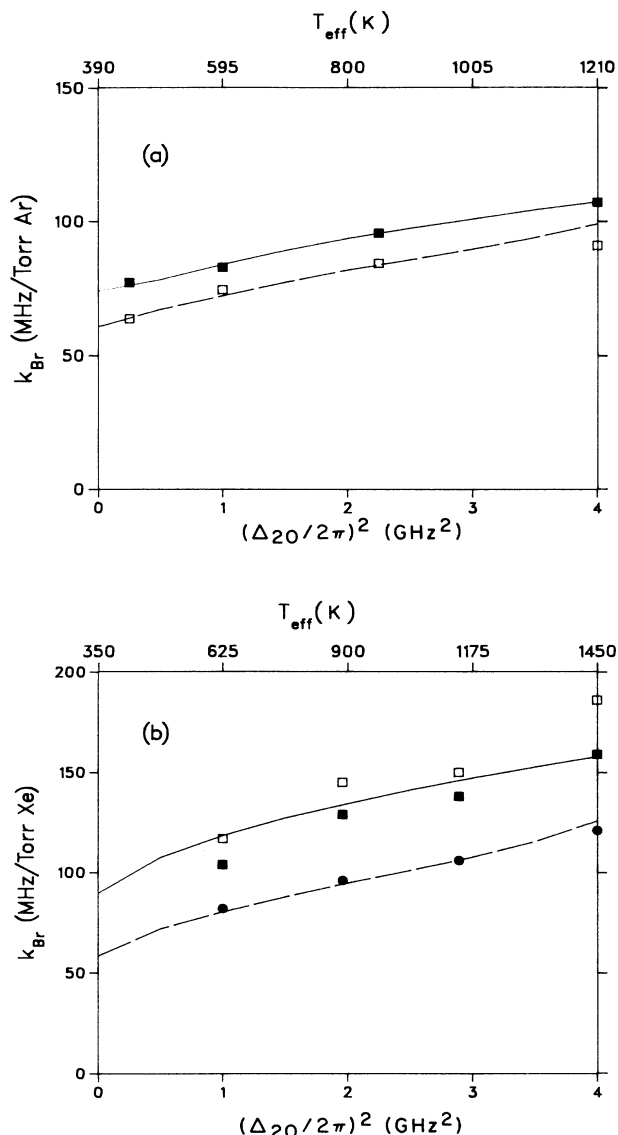 T_eff(K)
390 595 800 1005 1210
150
(a)
100
50
0
k_Br (MHz/Torr Ar)
0 1 2 3 4
(Δ_20/2π)² (GHz²)
T_eff(K)
350 625 900 1175 1450
200
(b)
150
100
50
0
k_Br (MHz/Torr Xe)
0 1 2 3 4
(Δ_20/2π)² (GHz²)